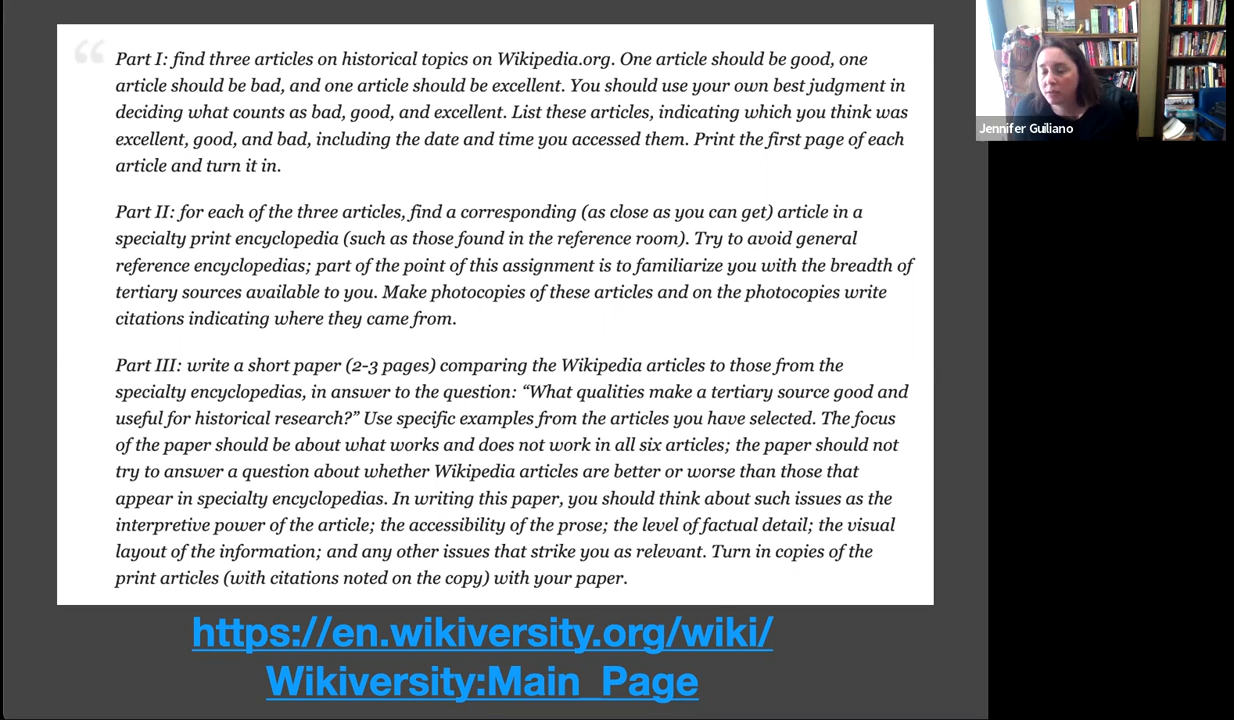 Part I: find three articles on historical topics on Wikipedia.org. One article should be good, one
article should be bad, and one article should be excellent. You should use your own best judgment in
deciding what counts as bad, good, and excellent. List these articles, indicating which you think was
excellent, good, and bad, including the date and time you accessed them. Print the first page of each
article and turn it in.
Part II: for each of the three articles, find a corresponding (as close as you can get) article in a
specialty print encyclopedia (such as those found in the reference room). Try to avoid general
reference encyclopedias; part of the point of this assignment is to familiarize you with the breadth of
tertiary sources available to you. Make photocopies of these articles and on the photocopies write
citations indicating where they came from.
Part III: write a short paper (2-3 pages) comparing the Wikipedia articles to those from the
specialty encyclopedias, in answer to the question: “What qualities make a tertiary source good and
useful for historical research?” Use specific examples from the articles you have selected. The focus
of the paper should be about what works and does not work in all six articles; the paper should not
try to answer a question about whether Wikipedia articles are better or worse than those that
appear in specialty encyclopedias. In writing this paper, you should think about such issues as the
interpretive power of the article; the accessibility of the prose; the level of factual detail; the visual
layout of the information; and any other issues that strike you as relevant. Turn in copies of the
print articles (with citations noted on the copy) with your paper.
https://en.wikiversity.org/wiki/
Wikiversity:Main_Page
Jennifer Guiliano